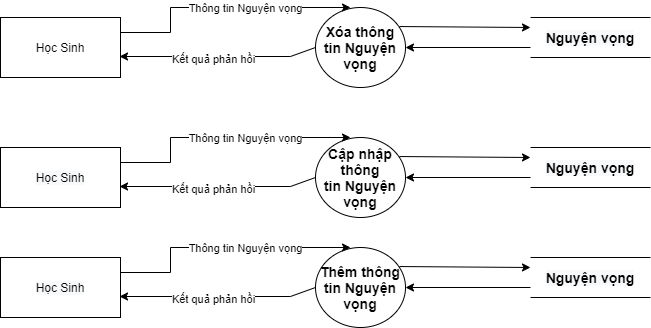 Thông tin Nguyện vọng
Học Sinh
Kết quả phản hồi
Xóa thông
tin Nguyện
vọng
Nguyện vọng
Thông tin Nguyện vọng
Học Sinh
Kết quả phản hồi
Cập nhập
thông
tin Nguyện
vọng
Nguyện vọng
Thông tin Nguyện vọng
Học Sinh
Kết quả phản hồi
Thêm thông
tin Nguyện
vọng
Nguyện vọng